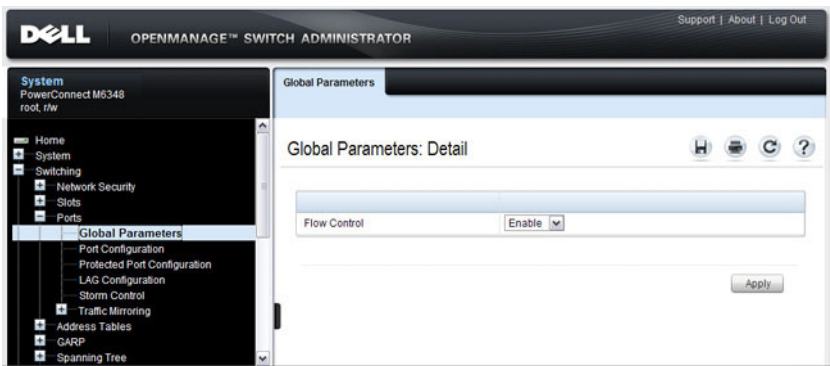 DELL
OPENMANAGE™ SWITCH ADMINISTRATOR
Support | About | Log Out
System
PowerConnect M6348
root, r/w
Home
System
Switching
Network Security
Slots
Ports
Global Parameters
Port Configuration
Protected Port Configuration
LAG Configuration
Storm Control
Traffic Mirroring
Address Tables
GARP
Spanning Tree
Global Parameters
Global Parameters: Detail
?
Flow Control Enable
Apply